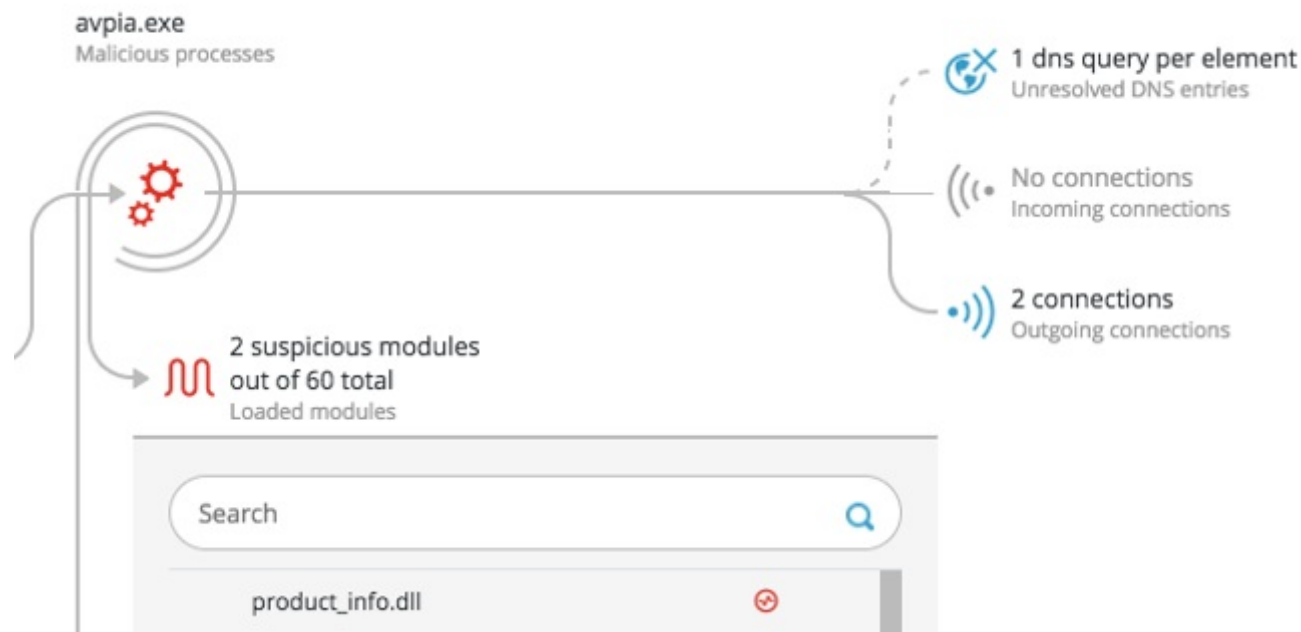 avpia.exe
Malicious processes
1 dns query per element
Unresolved DNS entries
No connections
Incoming connections
2 connections
Outgoing connections
2 suspicious modules
out of 60 total
Loaded modules
Search
product_info.dll